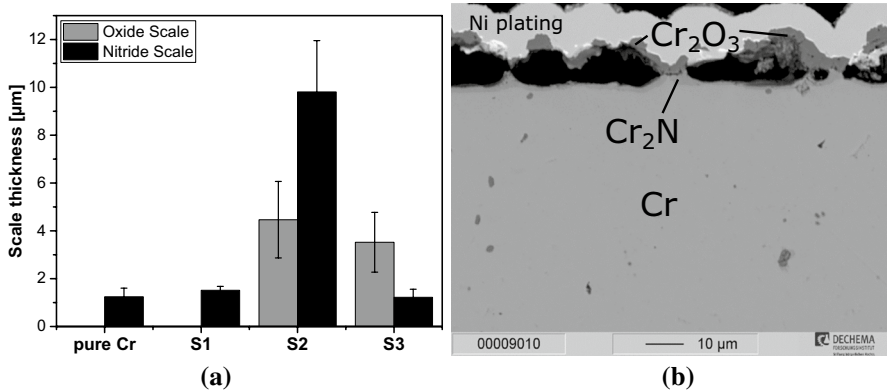 Oxide Scale
Nitride Scale
Scale thickness [µm]
12
10
8
6
4
2
0
pure Cr S1 S2 S3
(a)
Ni plating
Cr₂O₃
Cr₂N
Cr
00009010
10 µm
DECHEMA
FORSCHUNGSINSTITUT
(b)